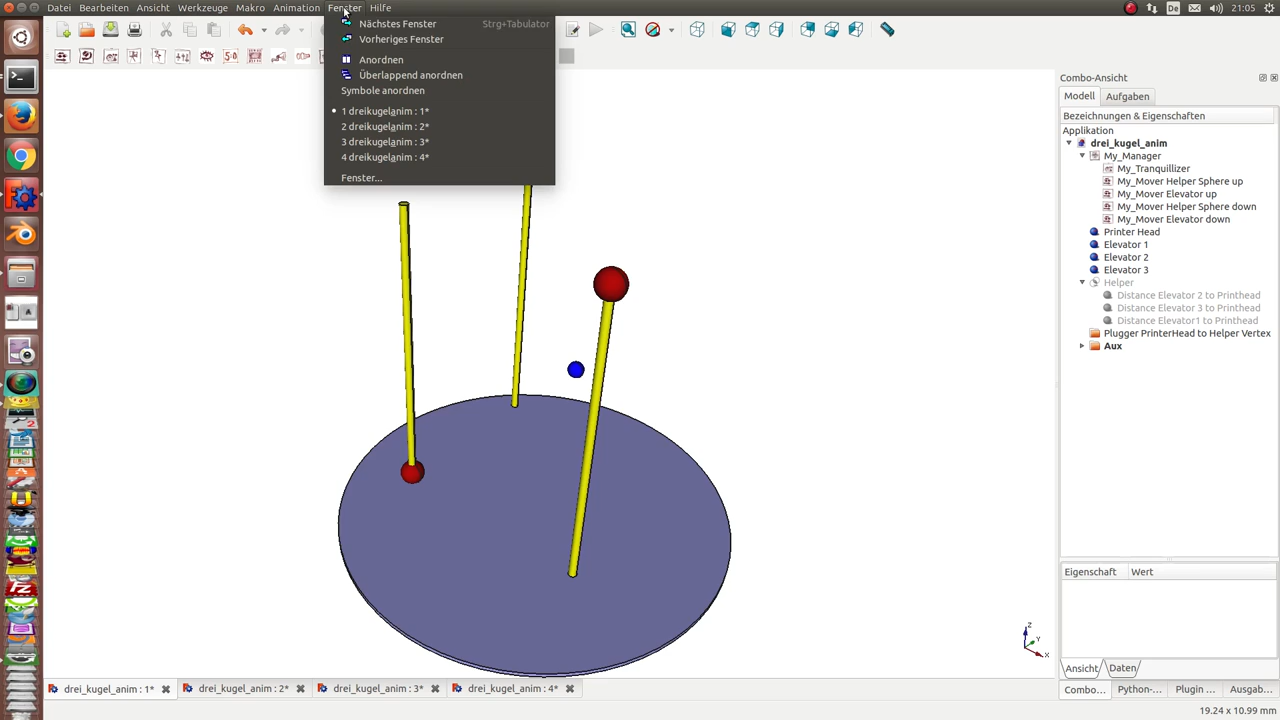 Datei Bearbeiten Ansicht Werkzeuge Makro Animation Fenster Hilfe
De 21:05
Nächstes Fenster Strg+Tabulator
Vorheriges Fenster
Anordnen
Überlappend anordnen
Symbole anordnen
1 dreikugelanim : 1*
2 dreikugelanim : 2*
3 dreikugelanim : 3*
4 dreikugelanim : 4*
Fenster...
Combo-Ansicht
Modell Aufgaben
Bezeichnungen & Eigenschaften
Applikation
drei_kugel_anim
My_Manager
My_Tranquillizer
My_Mover Helper Sphere up
My_Mover Elevator up
My_Mover Helper Sphere down
My_Mover Elevator down
Printer Head
Elevator 1
Elevator 2
Elevator 3
Helper
Distance Elevator 2 to Printhead
Distance Elevator 3 to Printhead
Distance Elevator1 to Printhead
Plugger PrinterHead to Helper Vertex
Aux
Eigenschaft Wert
Z
Y
X
Ansicht Daten
drei_kugel_anim : 1* drei_kugel_anim : 2* drei_kugel_anim : 3* drei_kugel_anim : 4*
Combo... Python-... Plugin ... Ausgab...
19.24 x 10.99 mm